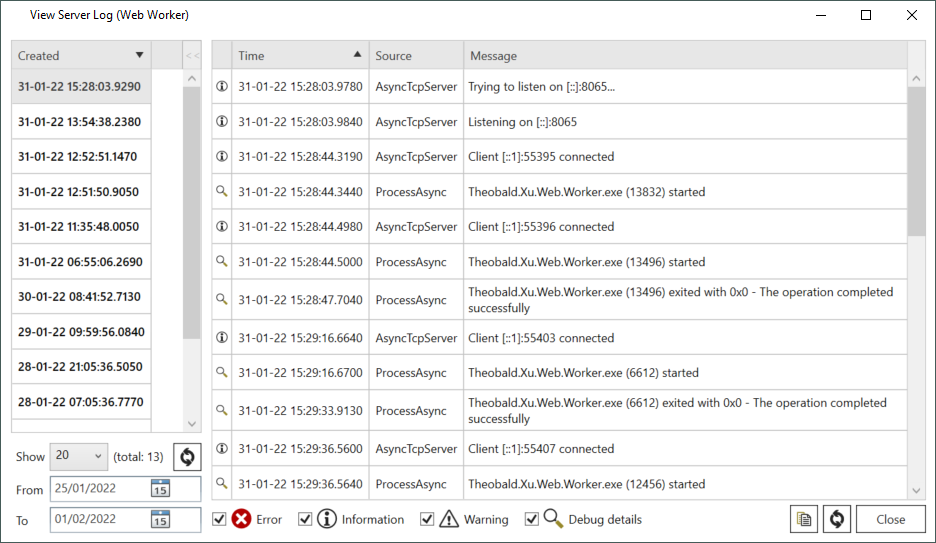 View Server Log (Web Worker)
Created
<<
31-01-22 15:28:03.9290
31-01-22 13:54:38.2380
31-01-22 12:52:51.1470
31-01-22 12:51:50.9050
31-01-22 11:35:48.0050
31-01-22 06:55:06.2690
30-01-22 08:41:52.7130
29-01-22 09:59:56.0840
28-01-22 21:05:36.5050
28-01-22 07:05:36.7770
Show 20 (total: 13)
From 25/01/2022 15
To 01/02/2022 15
Time Source Message
31-01-22 15:28:03.9780 AsyncTcpServer Trying to listen on [::]:8065...
31-01-22 15:28:03.9840 AsyncTcpServer Listening on [::]:8065
31-01-22 15:28:44.3190 AsyncTcpServer Client [::1]:55395 connected
31-01-22 15:28:44.3440 ProcessAsync Theobald.Xu.Web.Worker.exe (13832) started
31-01-22 15:28:44.4980 AsyncTcpServer Client [::1]:55396 connected
31-01-22 15:28:44.5000 ProcessAsync Theobald.Xu.Web.Worker.exe (13496) started
31-01-22 15:28:47.7040 ProcessAsync Theobald.Xu.Web.Worker.exe (13496) exited with 0x0 - The operation completed
successfully
31-01-22 15:29:16.6640 AsyncTcpServer Client [::1]:55403 connected
31-01-22 15:29:16.6700 ProcessAsync Theobald.Xu.Web.Worker.exe (6612) started
31-01-22 15:29:33.9130 ProcessAsync Theobald.Xu.Web.Worker.exe (6612) exited with 0x0 - The operation completed
successfully
31-01-22 15:29:36.5600 AsyncTcpServer Client [::1]:55407 connected
31-01-22 15:29:36.5640 ProcessAsync Theobald.Xu.Web.Worker.exe (12456) started
Error Information Warning Debug details Close